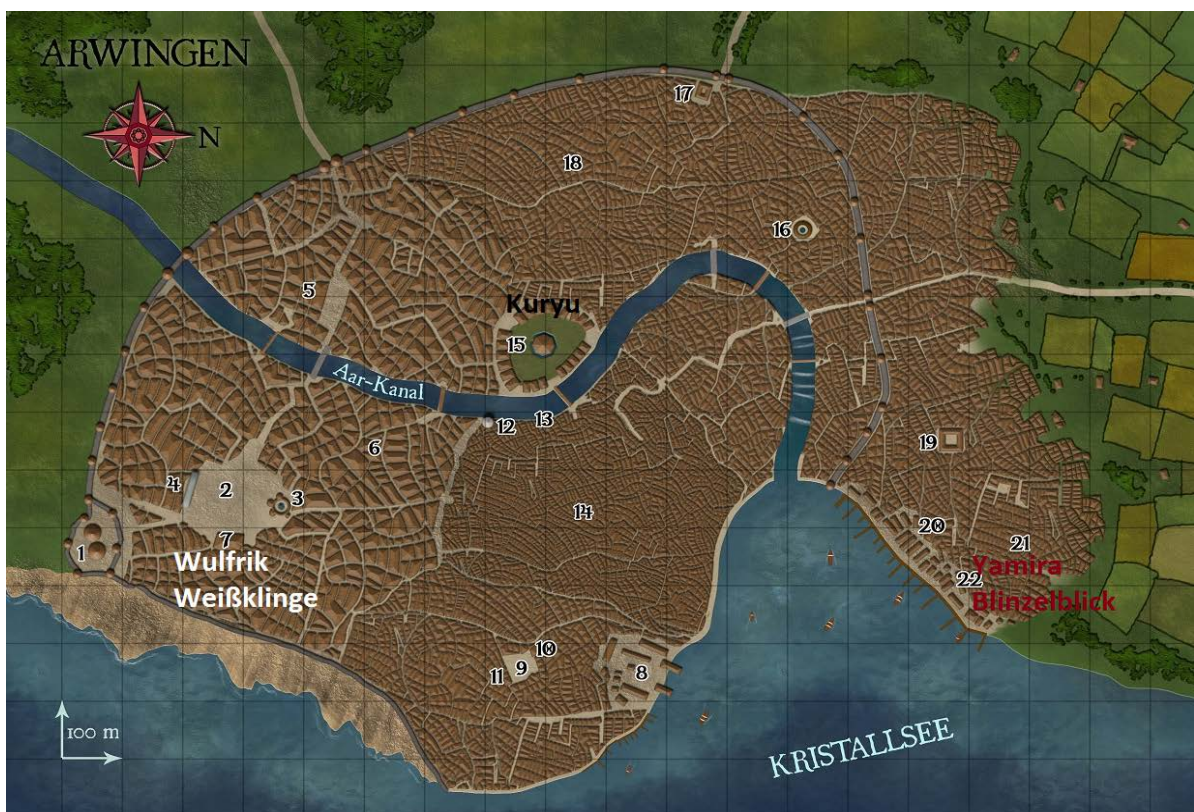 ARWINGEN
N
17
18
16
5
Kuryu
15
Aar-Kanal
12
13
6
19
4
2
3
14
20
7
1
21
Wulfrik
Weißklinge
22
Yamira
Blinzelblick
10
11
9
8
100 m
KRISTALLSEE